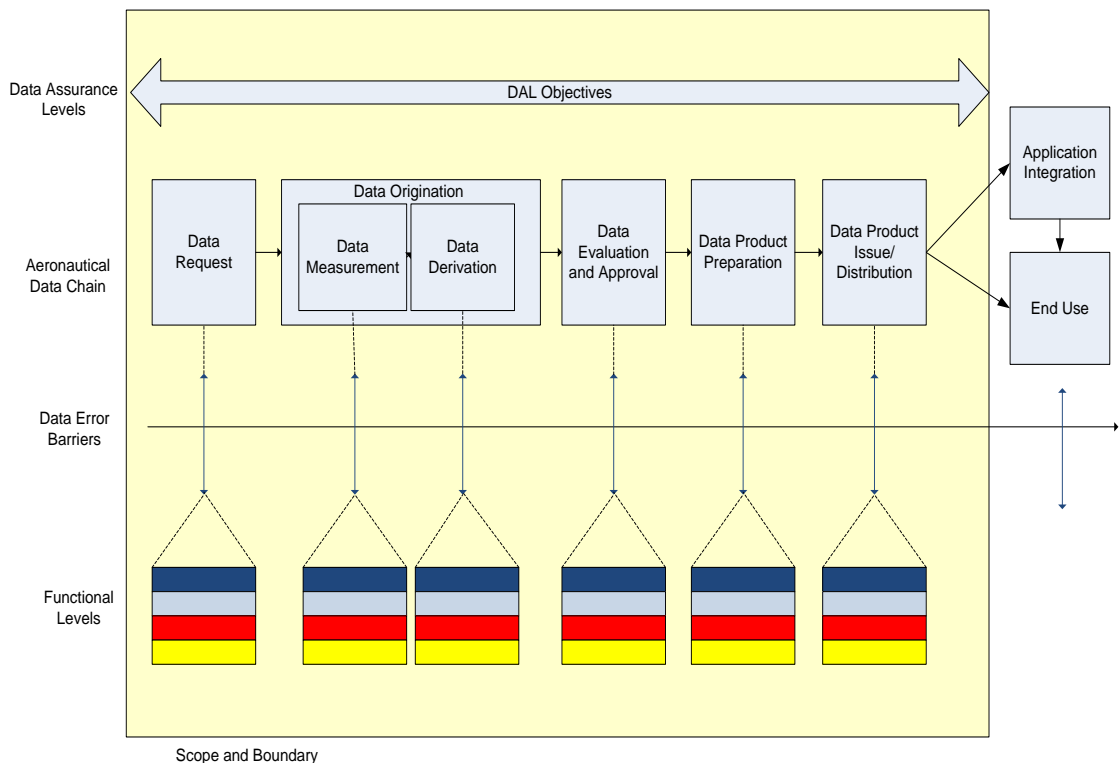 Data Assurance
Levels
DAL Objectives
Application
Integration
Data Origination
Aeronautical
Data Chain
Data
Request
Data
Measurement
Data
Derivation
Data
Evaluation
and Approval
Data Product
Preparation
Data Product
Issue/
Distribution
End Use
Data Error
Barriers
Functional
Levels
Scope and Boundary